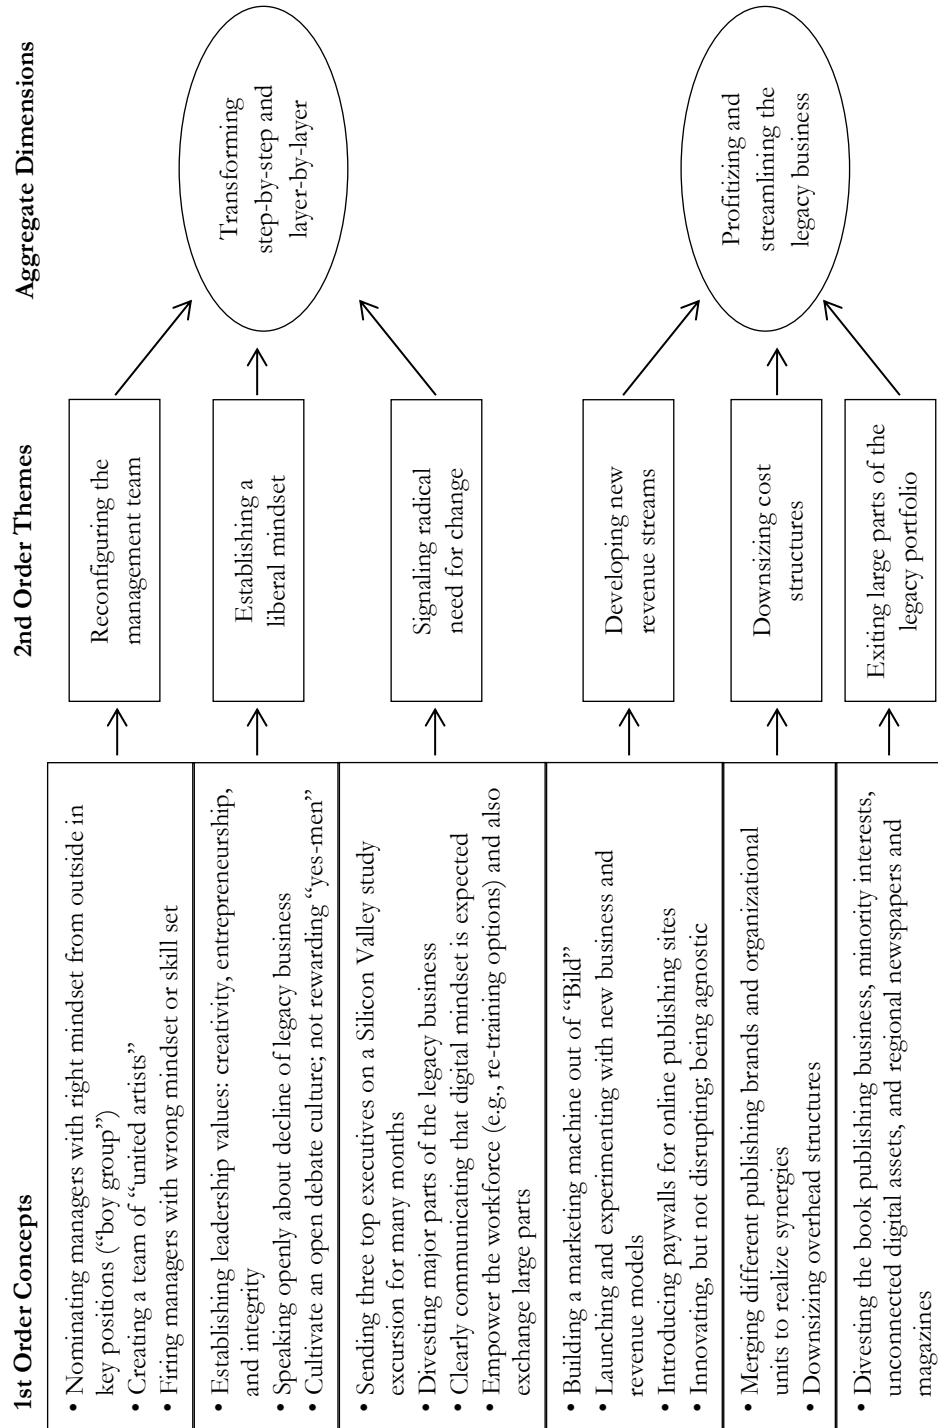 1st Order Concepts
2nd Order Themes
Aggregate Dimensions
• Nominating managers with right mindset from outside in
key positions (“boy group”)
• Creating a team of “united artists”
• Firing managers with wrong mindset or skill set
Reconfiguring the
management team
• Establishing leadership values: creativity, entrepreneurship,
and integrity
• Speaking openly about decline of legacy business
• Cultivate an open debate culture; not rewarding “yes-men”
Establishing a
liberal mindset
• Sending three top executives on a Silicon Valley study
excursion for many months
• Divesting major parts of the legacy business
• Clearly communicating that digital mindset is expected
• Empower the workforce (e.g., re-training options) and also
exchange large parts
Signaling radical
need for change
Transforming
step-by-step and
layer-by-layer
• Building a marketing machine out of “Bild”
• Launching and experimenting with new business and
revenue models
• Introducing paywalls for online publishing sites
• Innovating, but not disrupting; being agnostic
Developing new
revenue streams
• Merging different publishing brands and organizational
units to realize synergies
• Downsizing overhead structures
Downsizing cost
structures
• Divesting the book publishing business, minority interests,
unconnected digital assets, and regional newspapers and
magazines
Exiting large parts of the
legacy portfolio
Profitizing and
streamlining the
legacy business